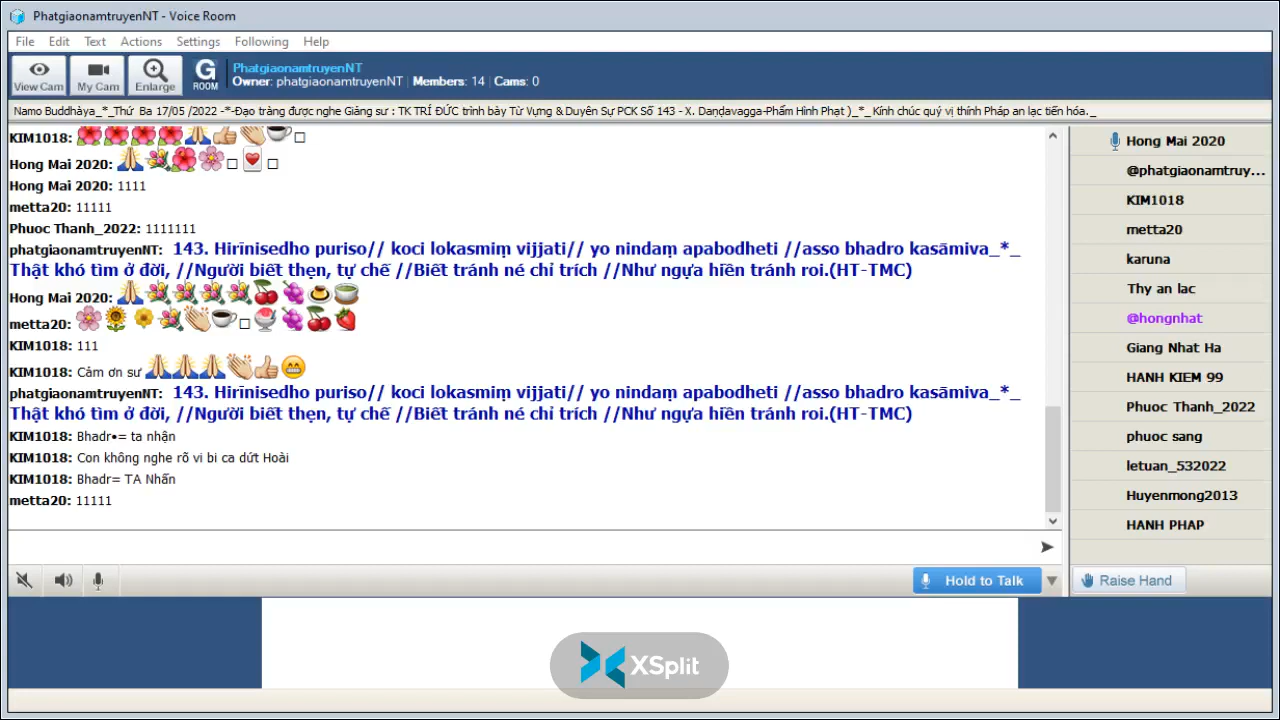 PhatgiaonamtruyenNT - Voice Room
File Edit Text Actions Settings Following Help
View Cam My Cam Enlarge G ROOM PhatgiaonamtruyenNT
Owner: phatgiaonamtruyenNT | Members: 14 | Cams: 0
Namo Buddhàya_*_Thứ Ba 17/05 /2022 -*-Đạo tràng được nghe Giảng sư : TK TRÍ ĐỨC trình bày Từ Vựng & Duyên Sự PCK Số 143 - X. Daṇḍavagga-Phẩm Hình Phạt )_*_ Kính chúc quý vị thính Pháp an lạc tiến hóa._
KIM1018:
Hong Mai 2020:
Hong Mai 2020: 1111
metta20: 11111
Phuoc Thanh_2022: 1111111
phatgiaonamtruyenNT: 143. Hirīnisedho puriso// koci lokasmiṃ vijjati// yo nindaṃ apabodheti //asso bhadro kasāmiva_*_
Thật khó tìm ở đời, //Người biết thẹn, tự chế //Biết tránh né chỉ trích //Như ngựa hiền tránh roi.(HT-TMC)
Hong Mai 2020:
metta20:
KIM1018: 111
KIM1018: Cảm ơn sư
phatgiaonamtruyenNT: 143. Hirīnisedho puriso// koci lokasmiṃ vijjati// yo nindaṃ apabodheti //asso bhadro kasāmiva_*_
Thật khó tìm ở đời, //Người biết thẹn, tự chế //Biết tránh né chỉ trích //Như ngựa hiền tránh roi.(HT-TMC)
KIM1018: Bhadr•= ta nhận
KIM1018: Con không nghe rõ vi bi ca dứt Hoài
KIM1018: Bhadr= TA Nhấn
metta20: 11111
Hold to Talk
Hong Mai 2020
@phatgiaonamtruy...
KIM1018
metta20
karuna
Thy an lac
@hongnhat
Giang Nhat Ha
HANH KIEM 99
Phuoc Thanh_2022
phuoc sang
letuan_532022
Huyenmong2013
HANH PHAP
Raise Hand
XSplit